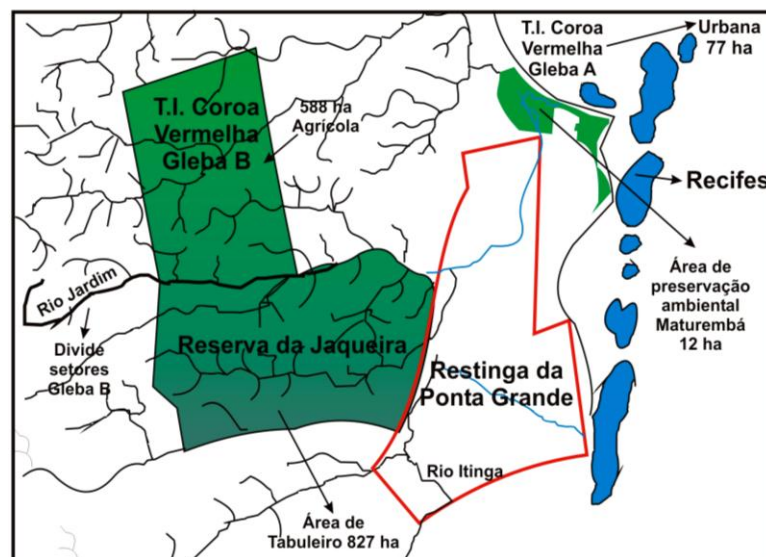 T.I. Coroa
Vermelha
Gleba A
Urbana
77 ha
T.I. Coroa
Vermelha
Gleba B
588 ha
Agrícola
Recifes
Área de
preservação
ambiental
Maturembá
12 ha
Rio Jardim
Divide
setores
Gleba B
Reserva da Jaqueira
Restinga da
Ponta Grande
Rio Itinga
Área de
Tabuleiro 827 ha